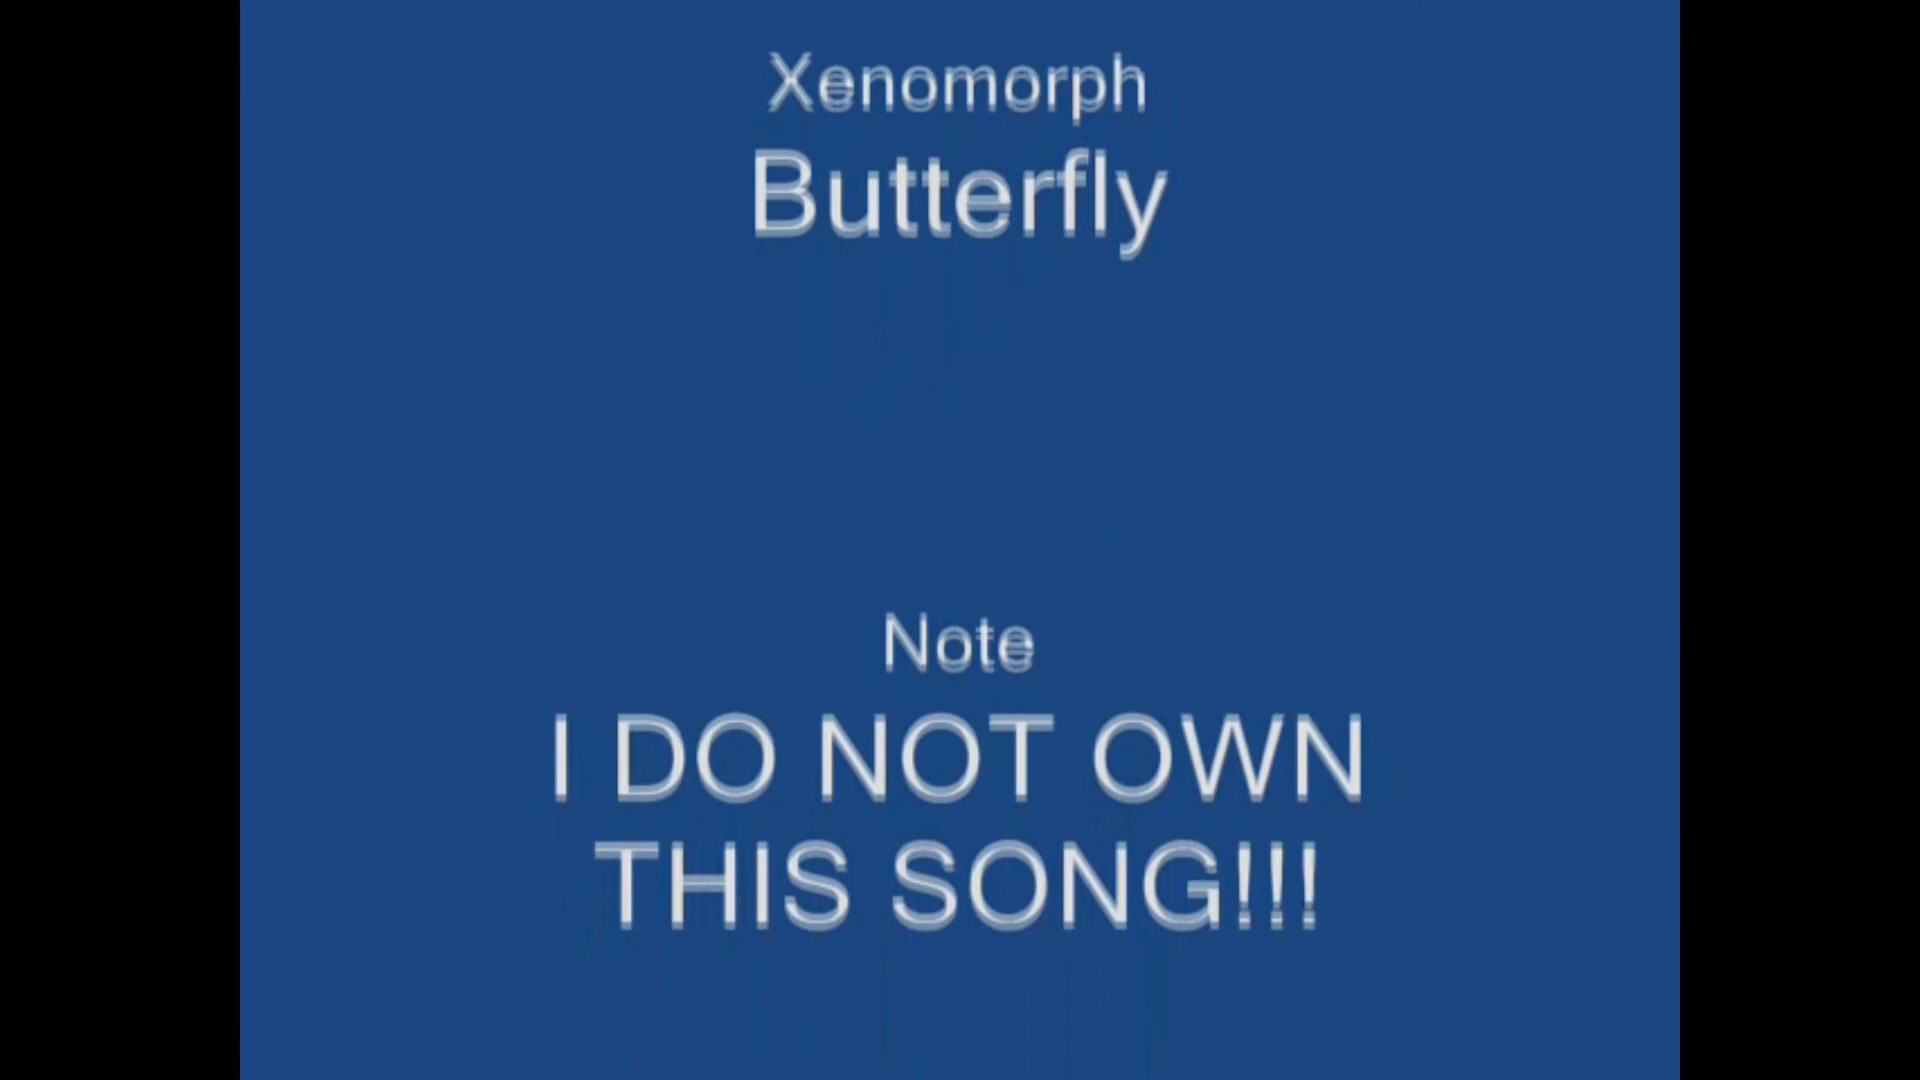 Xenomorph
Butterfly
Note
I DO NOT OWN
THIS SONG!!!